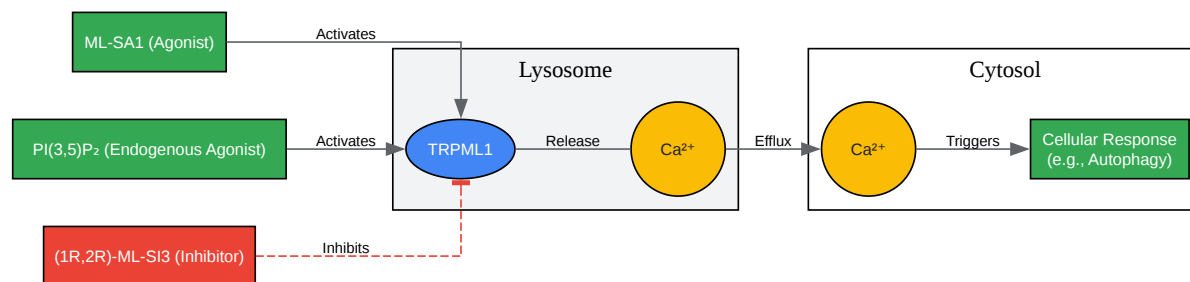 ML-SA1 (Agonist)
Activates
Lysosome
Cytosol
PI(3,5)P₂ (Endogenous Agonist)
Activates
TRPML1
Release
Ca²⁺
Efflux
Ca²⁺
Triggers
Cellular Response
(e.g., Autophagy)
(1R,2R)-ML-SI3 (Inhibitor)
Inhibits